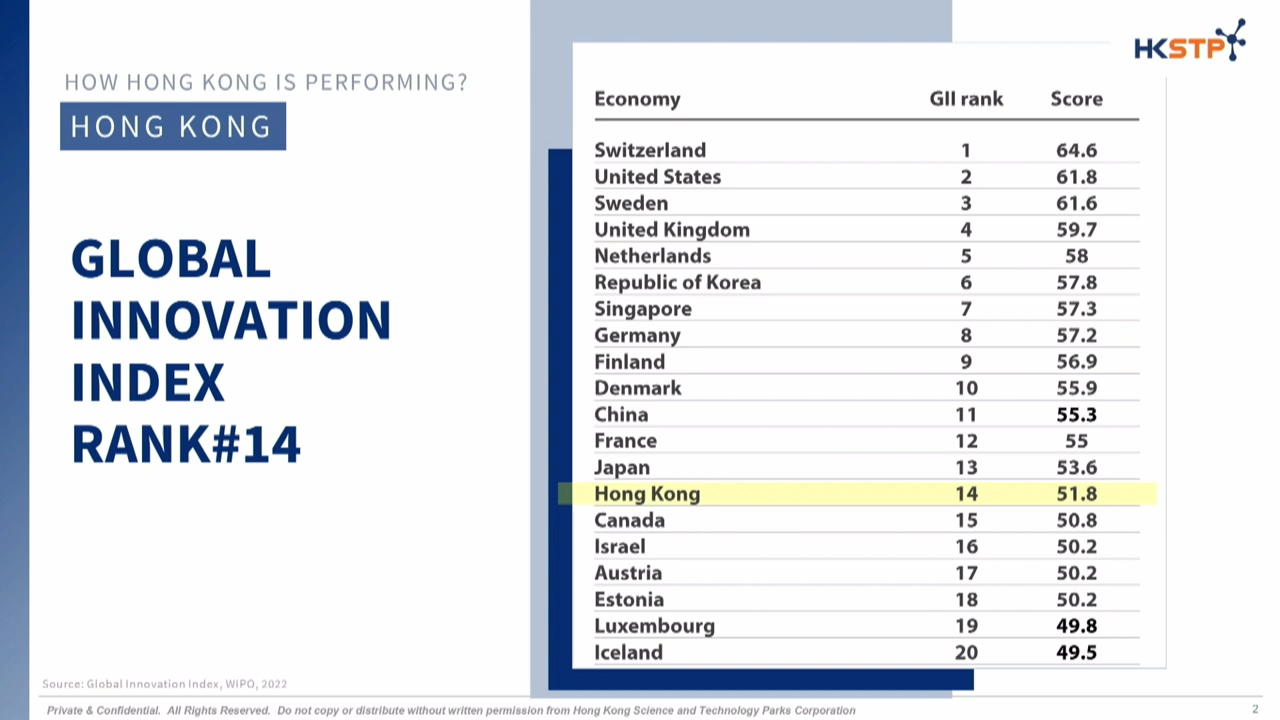 HOW HONG KONG IS PERFORMING?
HONG KONG
GLOBAL
INNOVATION
INDEX
RANK#14
HKSTP
Economy GII rank Score
Switzerland 1 64.6
United States 2 61.8
Sweden 3 61.6
United Kingdom 4 59.7
Netherlands 5 58
Republic of Korea 6 57.8
Singapore 7 57.3
Germany 8 57.2
Finland 9 56.9
Denmark 10 55.9
China 11 55.3
France 12 55
Japan 13 53.6
Hong Kong 14 51.8
Canada 15 50.8
Israel 16 50.2
Austria 17 50.2
Estonia 18 50.2
Luxembourg 19 49.8
Iceland 20 49.5
Source: Global Innovation Index, WIPO, 2022
Private & Confidential. All Rights Reserved. Do not copy or distribute without written permission from Hong Kong Science and Technology Parks Corporation
2